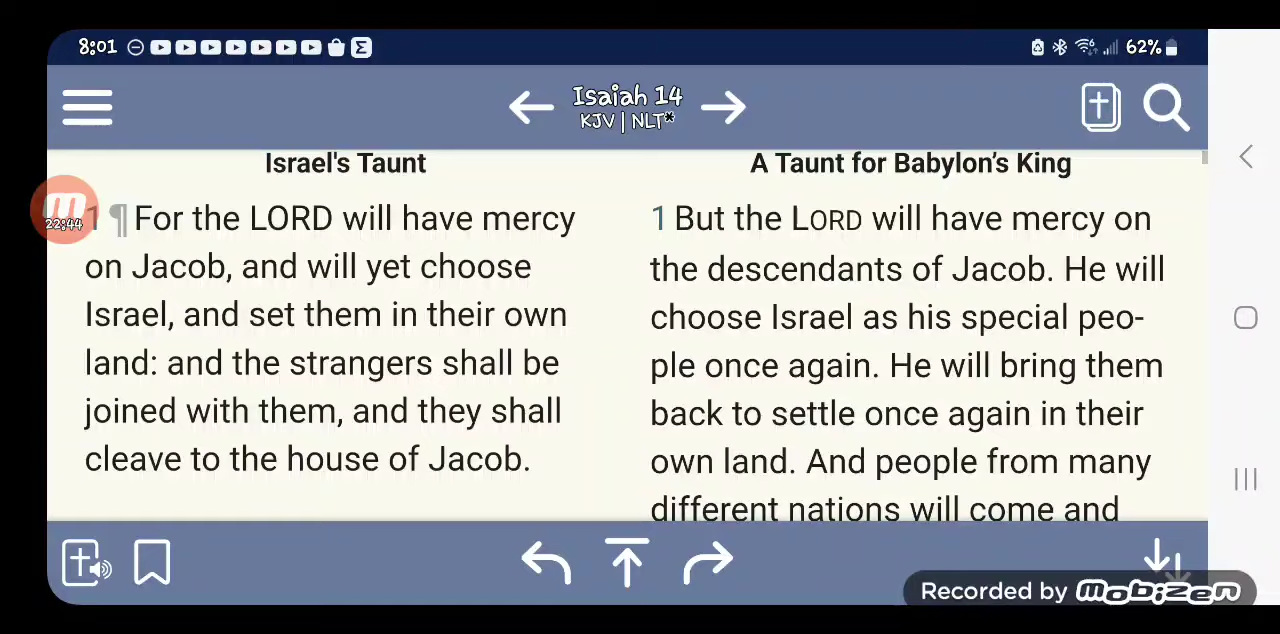 8:01
62%
Isaiah 14
KJV | NLT*
Israel's Taunt
1 ¶ For the LORD will have mercy
on Jacob, and will yet choose
Israel, and set them in their own
land: and the strangers shall be
joined with them, and they shall
cleave to the house of Jacob.
A Taunt for Babylon’s King
1 But the LORD will have mercy on
the descendants of Jacob. He will
choose Israel as his special peo-
ple once again. He will bring them
back to settle once again in their
own land. And people from many
different nations will come and
22:44
Recorded by Mobizen